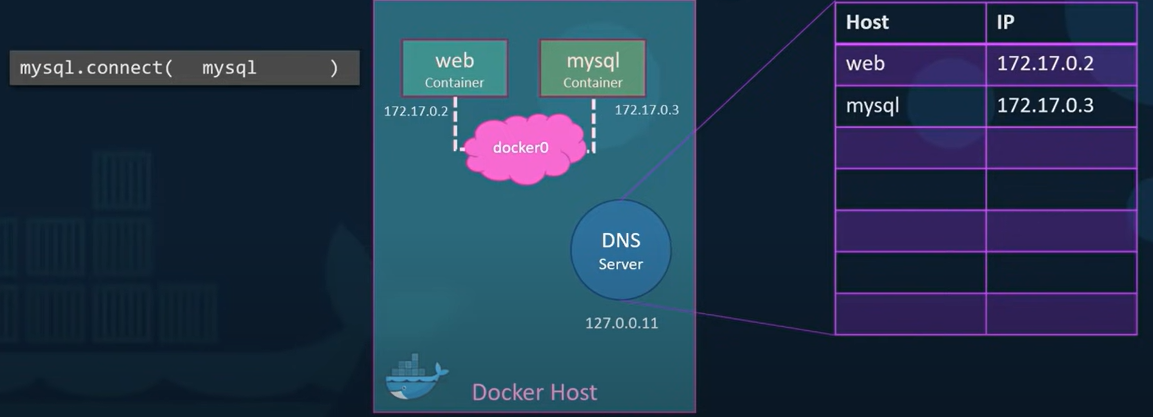 mysql.connect( mysql )
web
Container
172.17.0.2
mysql
Container
172.17.0.3
docker0
DNS
Server
127.0.0.11
Docker Host
Host IP
web 172.17.0.2
mysql 172.17.0.3